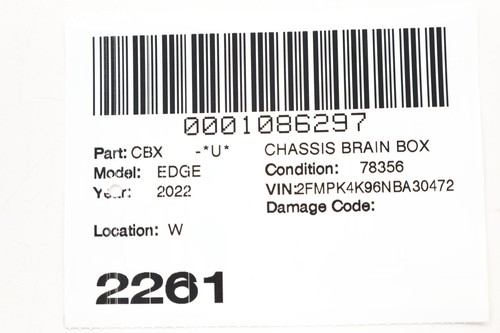 0001086297
Part: CBX -*U* CHASSIS BRAIN BOX
Model: EDGE Condition: 78356
Year: 2022 VIN:2FMPK4K96NBA30472
Damage Code:
Location: W
2261